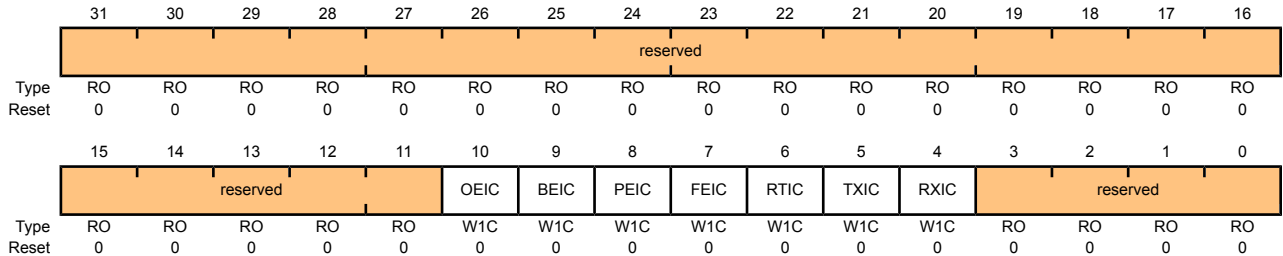 31 30 29 28 27 26 25 24 23 22 21 20 19 18 17 16
reserved
Type RO RO RO RO RO RO RO RO RO RO RO RO RO RO RO RO
Reset 0 0 0 0 0 0 0 0 0 0 0 0 0 0 0 0
15 14 13 12 11 10 9 8 7 6 5 4 3 2 1 0
reserved OEIC BEIC PEIC FEIC RTIC TXIC RXIC reserved
Type RO RO RO RO RO W1C W1C W1C W1C W1C W1C W1C RO RO RO RO
Reset 0 0 0 0 0 0 0 0 0 0 0 0 0 0 0 0